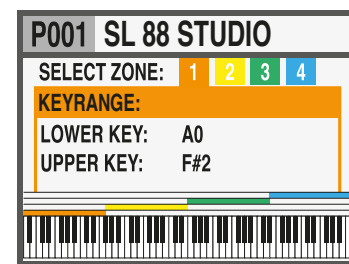 P001 SL 88 STUDIO
SELECT ZONE: 1 2 3 4
KEYRANGE:
LOWER KEY: A0
UPPER KEY: F#2